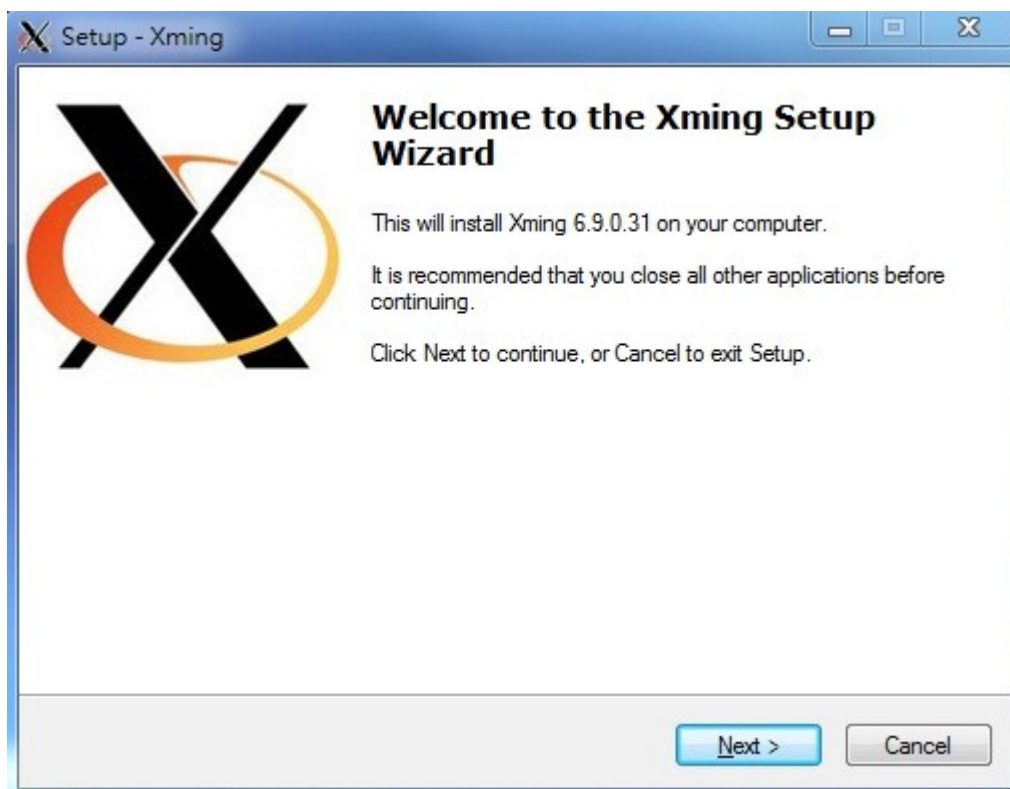 Setup - Xming
Welcome to the Xming Setup
Wizard
This will install Xming 6.9.0.31 on your computer.
It is recommended that you close all other applications before
continuing.
Click Next to continue, or Cancel to exit Setup.
Next >
Cancel